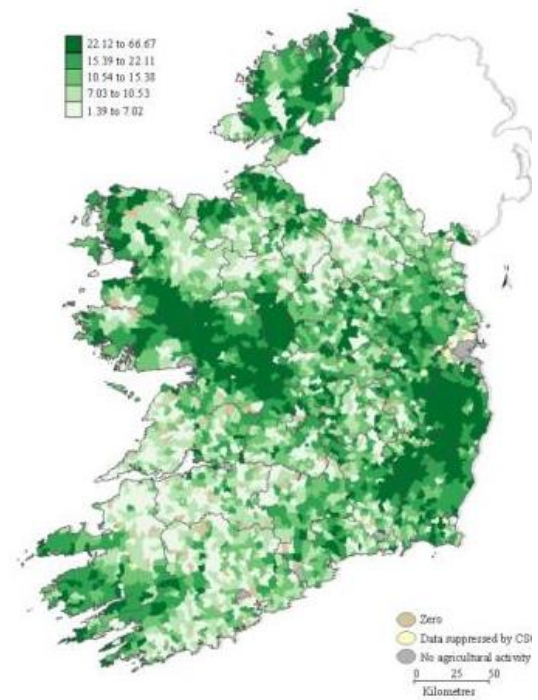 22.12 to 66.67
15.39 to 22.11
10.54 to 15.38
7.03 to 10.53
1.39 to 7.02
N
Zero
Data suppressed by CSO
No agricultural activity
0 25 50
Kilometres